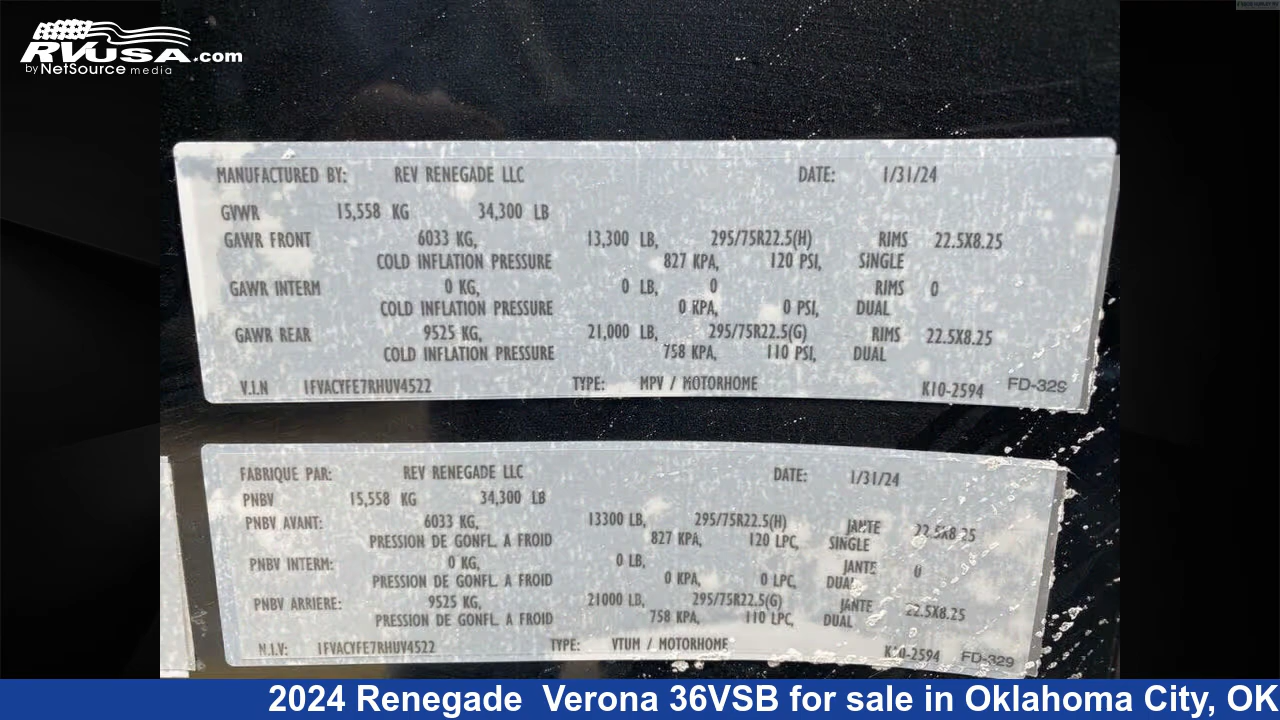 RVUSA.com
by NetSource media
MANUFACTURED BY: REV RENEGADE LLC DATE: 1/31/24
GVWR 15,558 KG 34,300 LB
GAWR FRONT 6033 KG, 13,300 LB, 295/75R22.5(H) RIMS 22.5X8.25
COLD INFLATION PRESSURE 827 KPA, 120 PSI, SINGLE
GAWR INTERM 0 KG, 0 LB, 0 RIMS 0
COLD INFLATION PRESSURE 0 KPA, 0 PSI, DUAL
GAWR REAR 9525 KG, 21,000 LB, 295/75R22.5(G) RIMS 22.5X8.25
COLD INFLATION PRESSURE 758 KPA, 110 PSI, DUAL
V.I.N 1FVACYFE7RHUV4522 TYPE: MPV / MOTORHOME K10-2594 FD-329
FABRIQUE PAR: REV RENEGADE LLC DATE: 1/31/24
PNBV 15,558 KG 34,300 LB
PNBV AVANT: 6033 KG, 13300 LB, 295/75R22.5(H) JANTE 22.5X8.25
PRESSION DE GONFL. A FROID 827 KPA, 120 LPC, SINGLE
PNBV INTERM: 0 KG, 0 LB, JANTE 0
PRESSION DE GONFL. A FROID 0 KPA, 0 LPC, DUAL
PNBV ARRIERE: 9525 KG, 21000 LB, 295/75R22.5(G) JANTE 22.5X8.25
PRESSION DE GONFL. A FROID 758 KPA, 110 LPC, DUAL
N.I.V: 1FVACYFE7RHUV4522 TYPE: VTUM / MOTORHOME K10-2594 FD-329
2024 Renegade Verona 36VSB for sale in Oklahoma City, OK